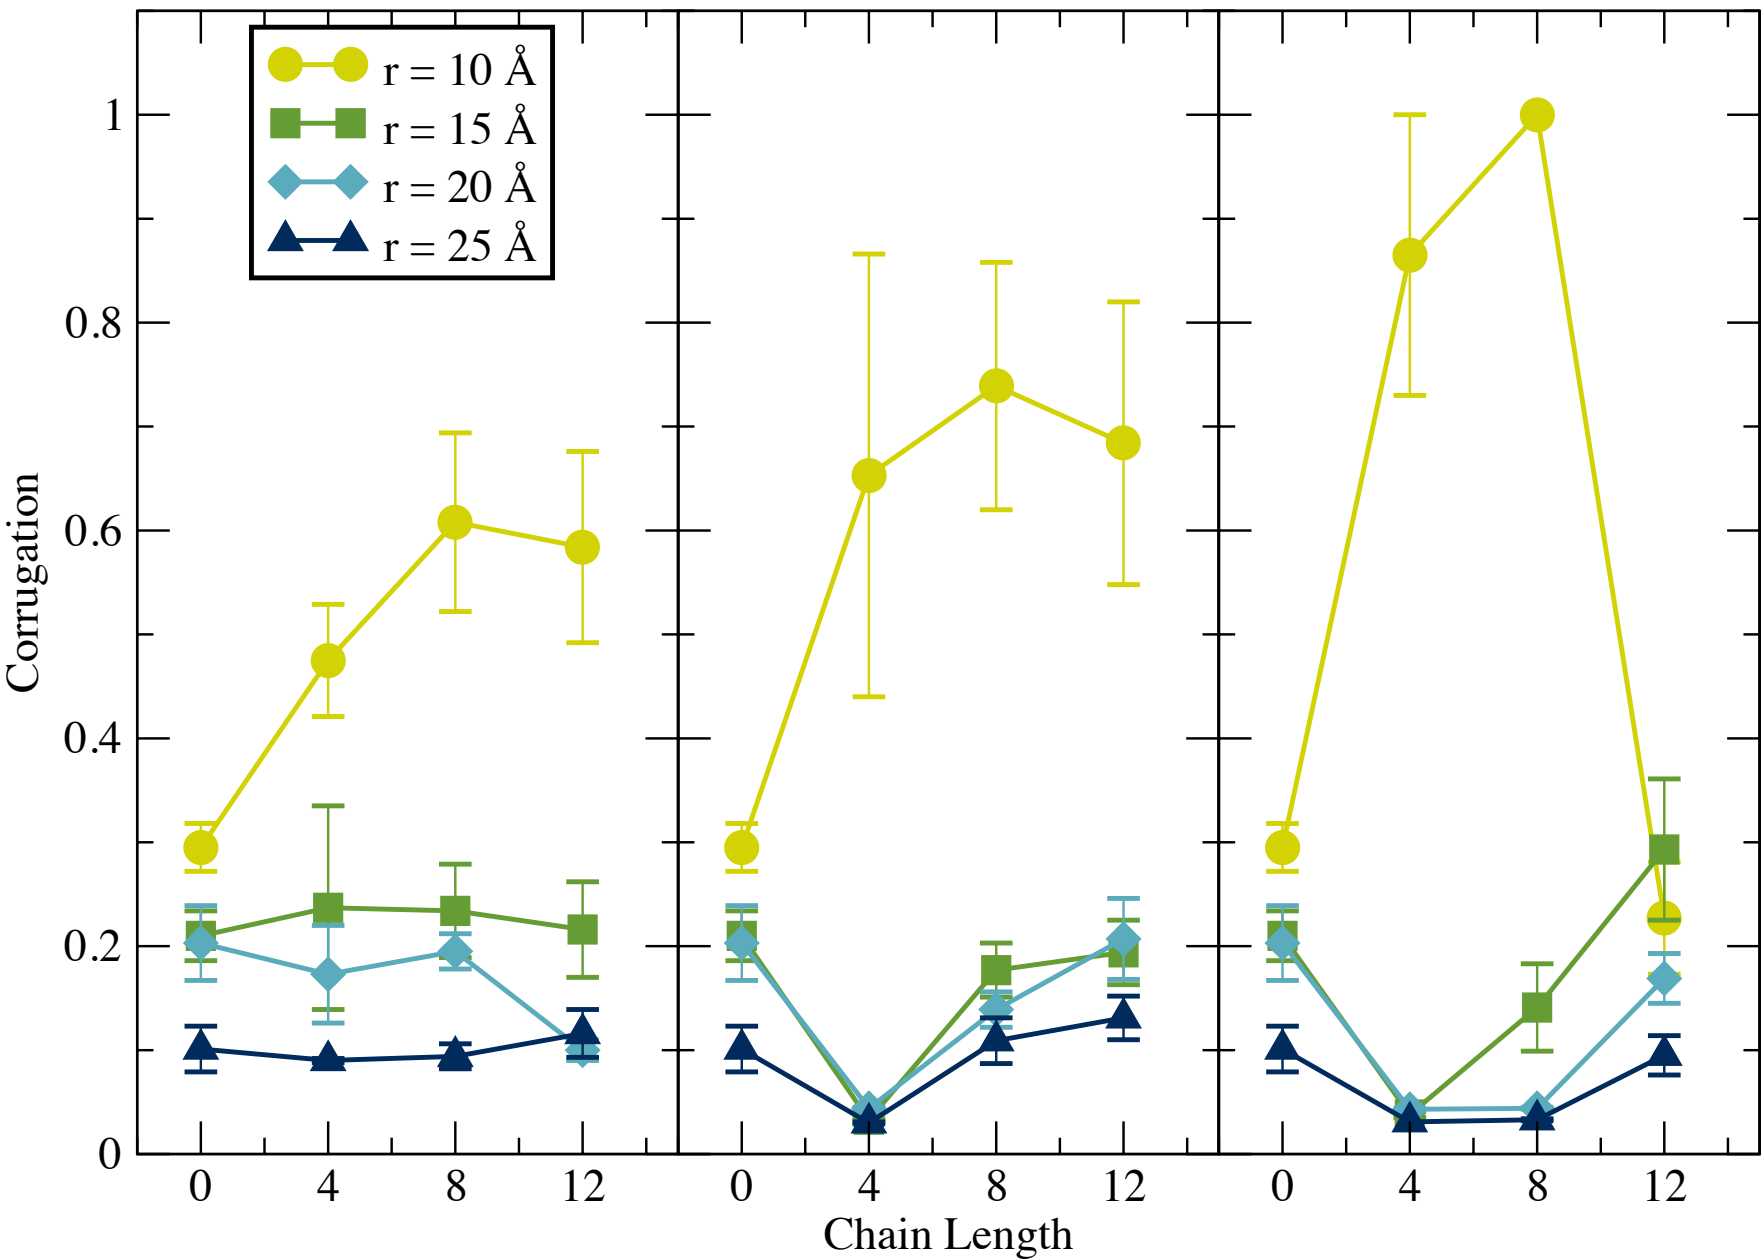 r = 10 Å
r = 15 Å
r = 20 Å
r = 25 Å
1
0.8
0.6
0.4
0.2
0
Corrugation
0 4 8 12 0 4 8 12 0 4 8 12
Chain Length